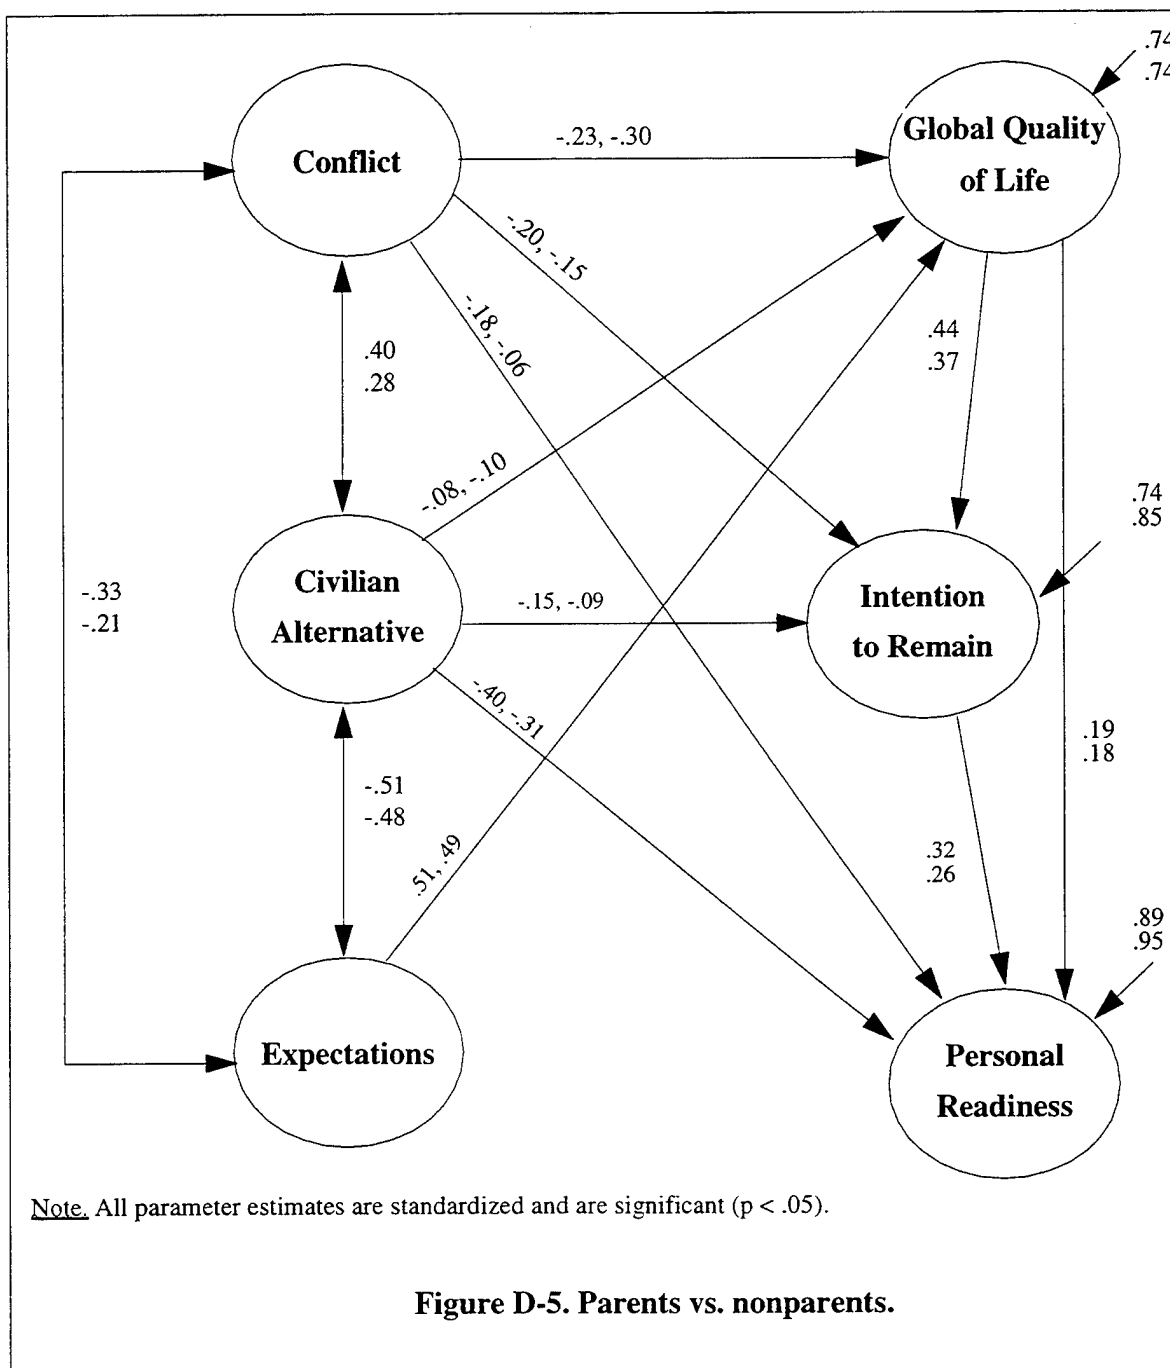 .74
.74
Conflict
-.23, -.30
Global Quality
of Life
-.20, -.15
-.18, -.06
.44
.37
.40
.28
-.08, -.10
.74
.85
-.33
-.21
Civilian
Alternative
-.15, -.09
Intention
to Remain
-.40, -.31
.19
.18
-.51
-.48
.51, .49
.32
.26
.89
.95
Expectations
Personal
Readiness
Note. All parameter estimates are standardized and are significant (p < .05).
Figure D-5. Parents vs. nonparents.